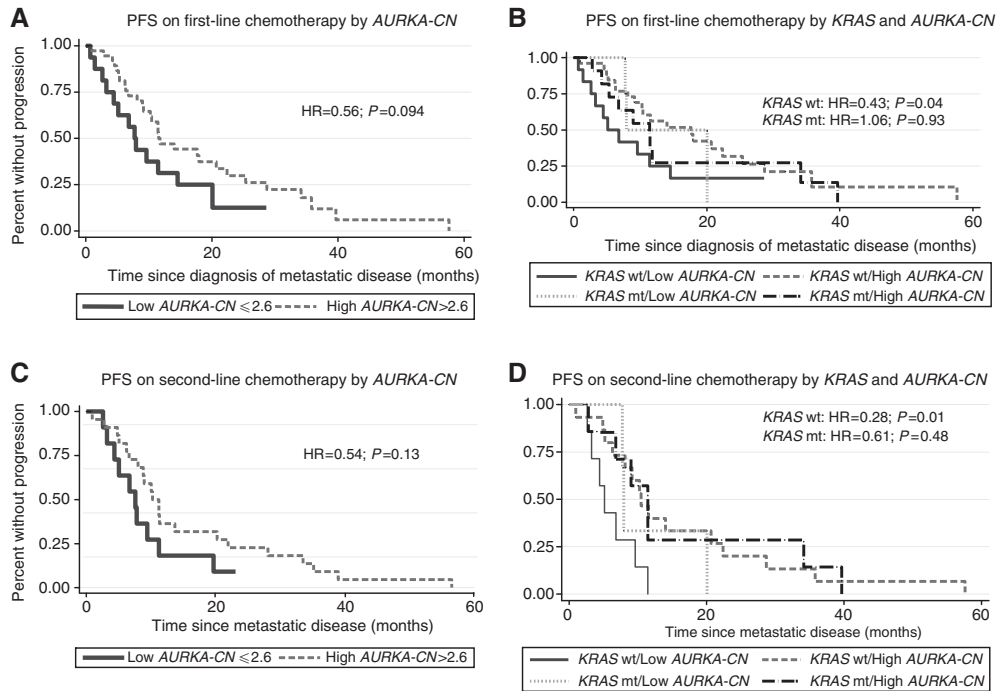 A
PFS on first-line chemotherapy by AURKA-CN
Percent without progression
1.00
0.75
0.50
0.25
0.00
HR=0.56; P=0.094
0 20 40 60
Time since diagnosis of metastatic disease (months)
Low AURKA-CN ⩽2.6 High AURKA-CN>2.6
B
PFS on first-line chemotherapy by KRAS and AURKA-CN
1.00
0.75
0.50
0.25
0.00
KRAS wt: HR=0.43; P=0.04
KRAS mt: HR=1.06; P=0.93
0 20 40 60
Time since diagnosis of metastatic disease (months)
KRAS wt/Low AURKA-CN KRAS wt/High AURKA-CN
KRAS mt/Low AURKA-CN KRAS mt/High AURKA-CN
C
PFS on second-line chemotherapy by AURKA-CN
Percent without progression
1.00
0.75
0.50
0.25
0.00
HR=0.54; P=0.13
0 20 40 60
Time since metastatic disease (months)
Low AURKA-CN ⩽2.6 High AURKA-CN>2.6
D
PFS on second-line chemotherapy by KRAS and AURKA-CN
1.00
0.75
0.50
0.25
0.00
KRAS wt: HR=0.28; P=0.01
KRAS mt: HR=0.61; P=0.48
0 20 40 60
Time since metastatic disease (months)
KRAS wt/Low AURKA-CN KRAS wt/High AURKA-CN
KRAS mt/Low AURKA-CN KRAS mt/High AURKA-CN